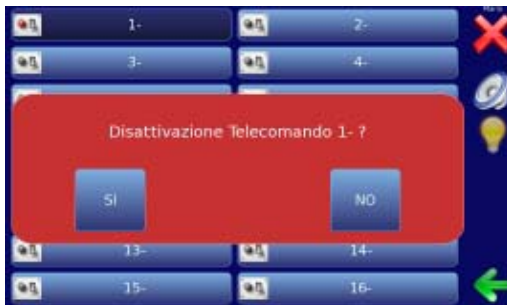 1- 2-
3- 4-
Disattivazione Telecomando 1- ?
SI NO
13- 14-
15- 16-